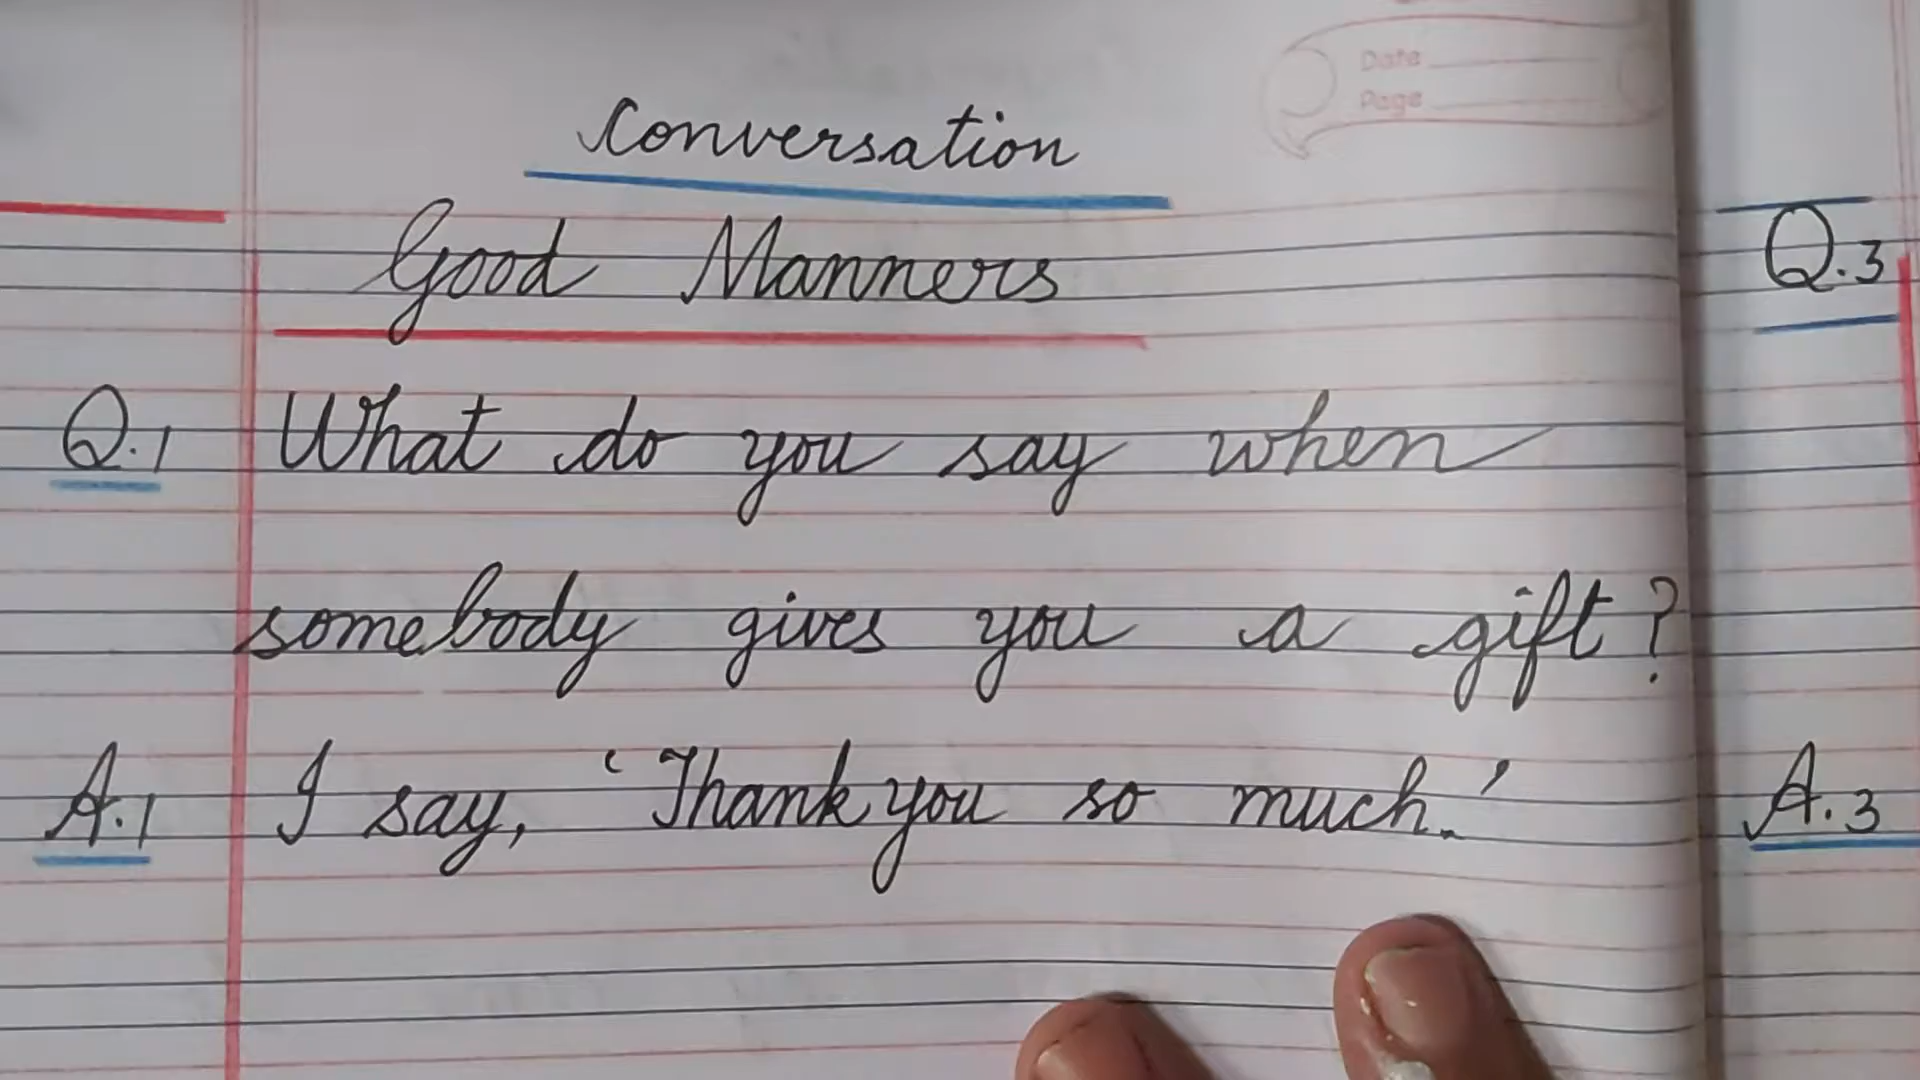 Date
Page
Conversation
Good Manners
Q.1 What do you say when
somebody gives you a gift?
A.1 I say, 'Thank you so much.'
Q.3
A.3